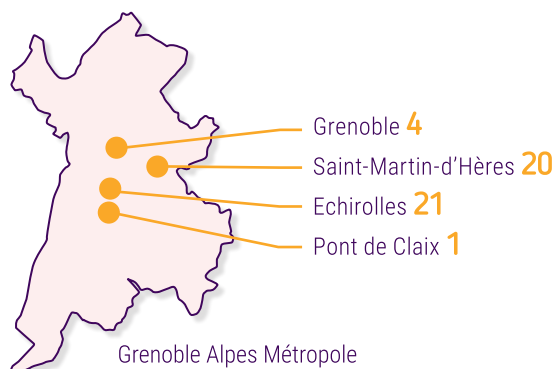 Grenoble 4
Saint-Martin-d'Hères 20
Echirolles 21
Pont de Claix 1
Grenoble Alpes Métropole